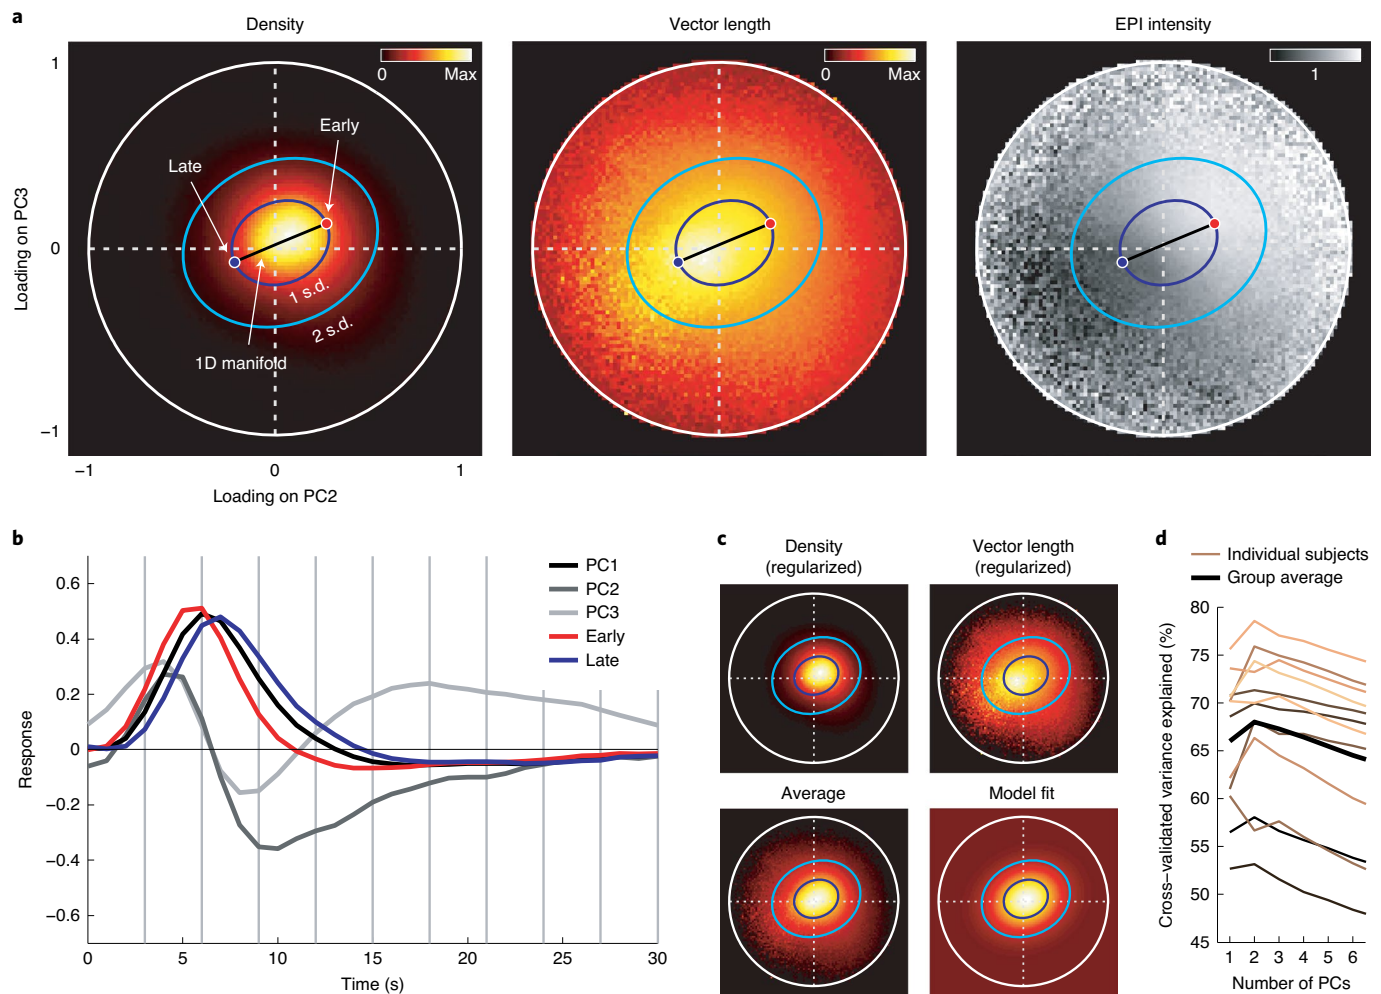 a
Density
Vector length
EPI intensity
0 Max
0 Max
1
1
0
−1
Loading on PC3
Early
Late
1 s.d.
2 s.d.
1D manifold
−1 0 1
Loading on PC2
b
0.6
0.4
0.2
0
−0.2
−0.4
−0.6
Response
PC1
PC2
PC3
Early
Late
0 5 10 15 20 25 30
Time (s)
c
Density
(regularized)
Vector length
(regularized)
Average
Model fit
d
Individual subjects
Group average
80
75
70
65
60
55
50
45
Cross−validated variance explained (%)
1 2 3 4 5 6
Number of PCs